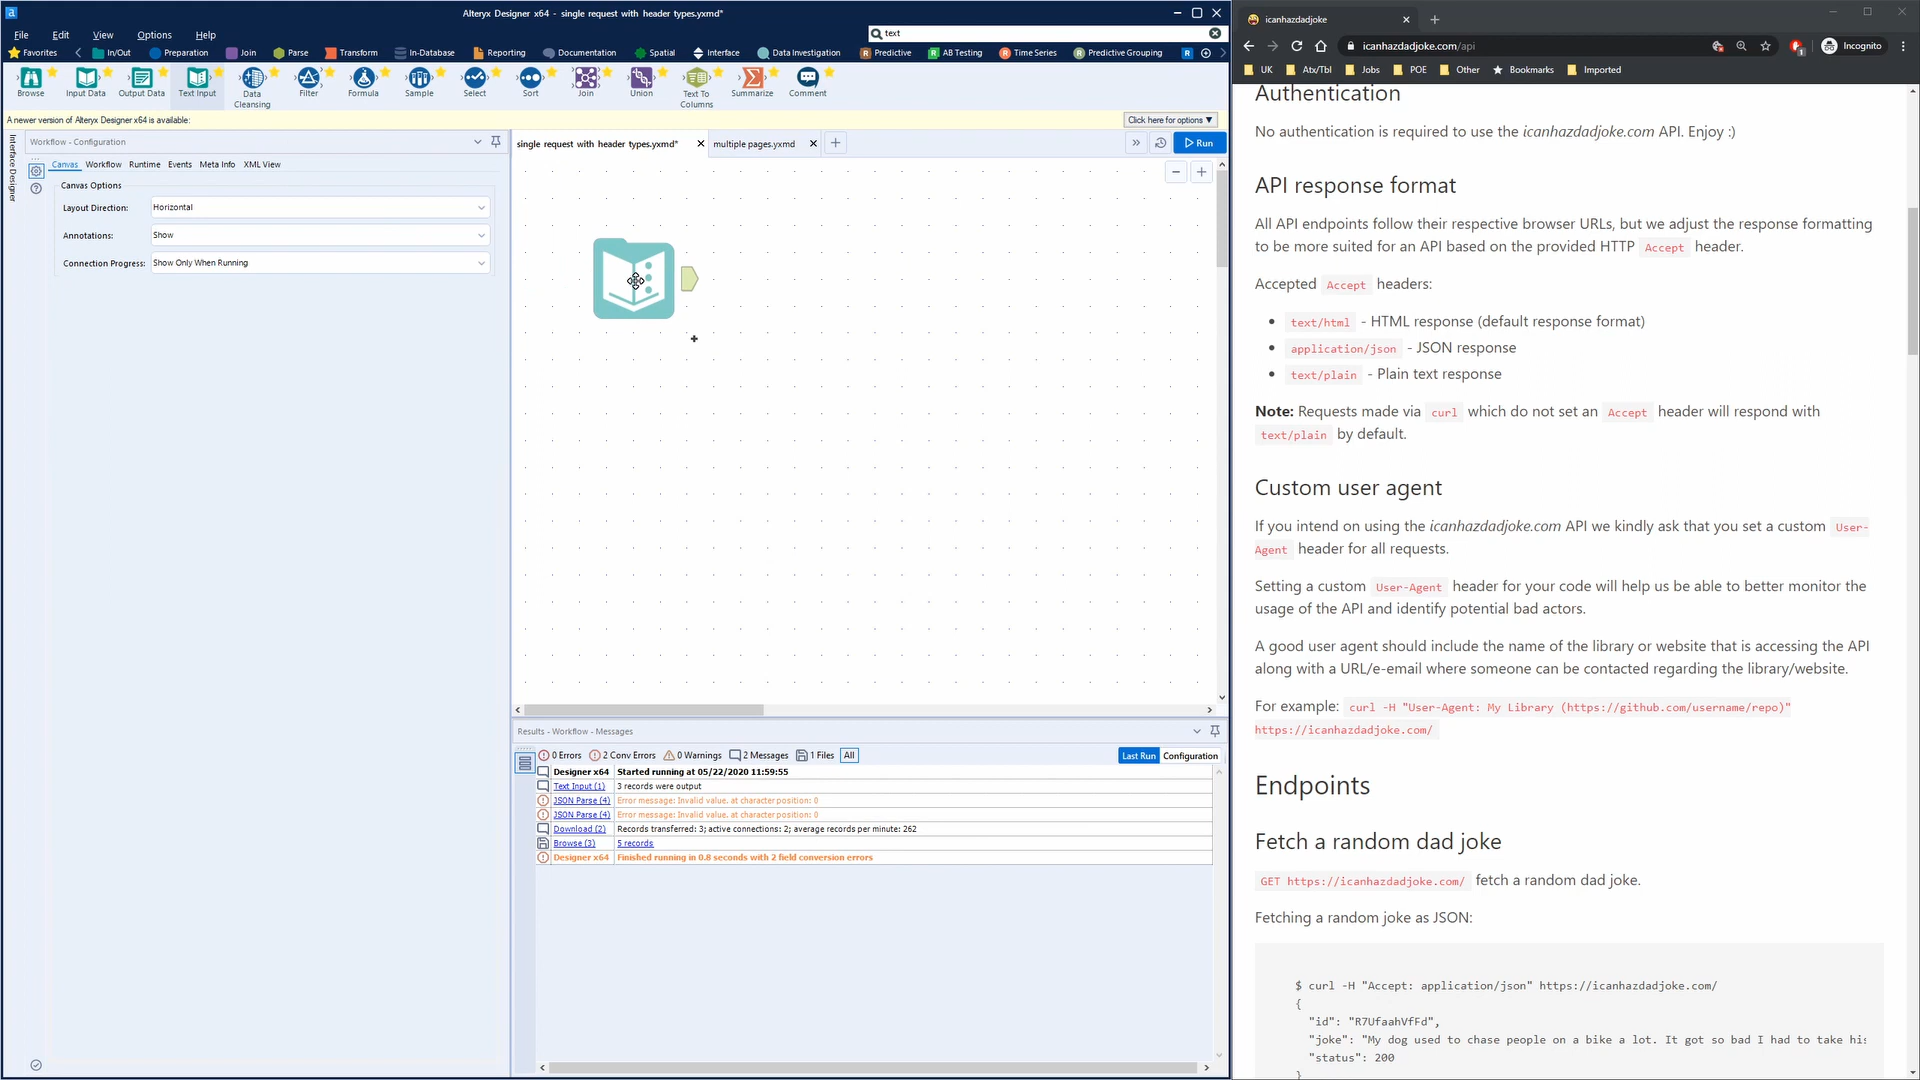 Alteryx Designer x64 - single request with header types.yxmd*
File Edit View Options Help
text
Favorites In/Out Preparation Join Parse Transform In-Database Reporting Documentation Spatial Interface Data Investigation Predictive AB Testing Time Series Predictive Grouping
Browse Input Data Output Data Text Input Data Cleansing Filter Formula Sample Select Sort Join Union Text To Columns Summarize Comment
A newer version of Alteryx Designer x64 is available:
Click here for options ▼
Interface Designer
Workflow - Configuration
Canvas Workflow Runtime Events Meta Info XML View
Canvas Options
Layout Direction: Horizontal
Annotations: Show
Connection Progress: Show Only When Running
single request with header types.yxmd*
multiple pages.yxmd
Run
Results - Workflow - Messages
0 Errors 2 Conv Errors 0 Warnings 2 Messages 1 Files All
Last Run Configuration
Designer x64 Started running at 05/22/2020 11:59:55
Text Input (1) 3 records were output
JSON Parse (4) Error message: Invalid value. at character position: 0
JSON Parse (4) Error message: Invalid value. at character position: 0
Download (2) Records transferred: 3; active connections: 2; average records per minute: 262
Browse (3) 5 records
Designer x64 Finished running in 0.8 seconds with 2 field conversion errors
icanhazdadjoke
icanhazdadjoke.com/api
Incognito
UK Atx/Tbl Jobs POE Other Bookmarks Imported
Authentication
No authentication is required to use the icanhazdadjoke.com API. Enjoy :)
API response format
All API endpoints follow their respective browser URLs, but we adjust the response formatting
to be more suited for an API based on the provided HTTP Accept header.
Accepted Accept headers:
• text/html - HTML response (default response format)
• application/json - JSON response
• text/plain - Plain text response
Note: Requests made via curl which do not set an Accept header will respond with
text/plain by default.
Custom user agent
If you intend on using the icanhazdadjoke.com API we kindly ask that you set a custom User-
Agent header for all requests.
Setting a custom User-Agent header for your code will help us be able to better monitor the
usage of the API and identify potential bad actors.
A good user agent should include the name of the library or website that is accessing the API
along with a URL/e-email where someone can be contacted regarding the library/website.
For example: curl -H "User-Agent: My Library (https://github.com/username/repo)"
https://icanhazdadjoke.com/
Endpoints
Fetch a random dad joke
GET https://icanhazdadjoke.com/ fetch a random dad joke.
Fetching a random joke as JSON:
$ curl -H "Accept: application/json" https://icanhazdadjoke.com/
{
"id": "R7UfaahVfFd",
"joke": "My dog used to chase people on a bike a lot. It got so bad I had to take his
"status": 200
}